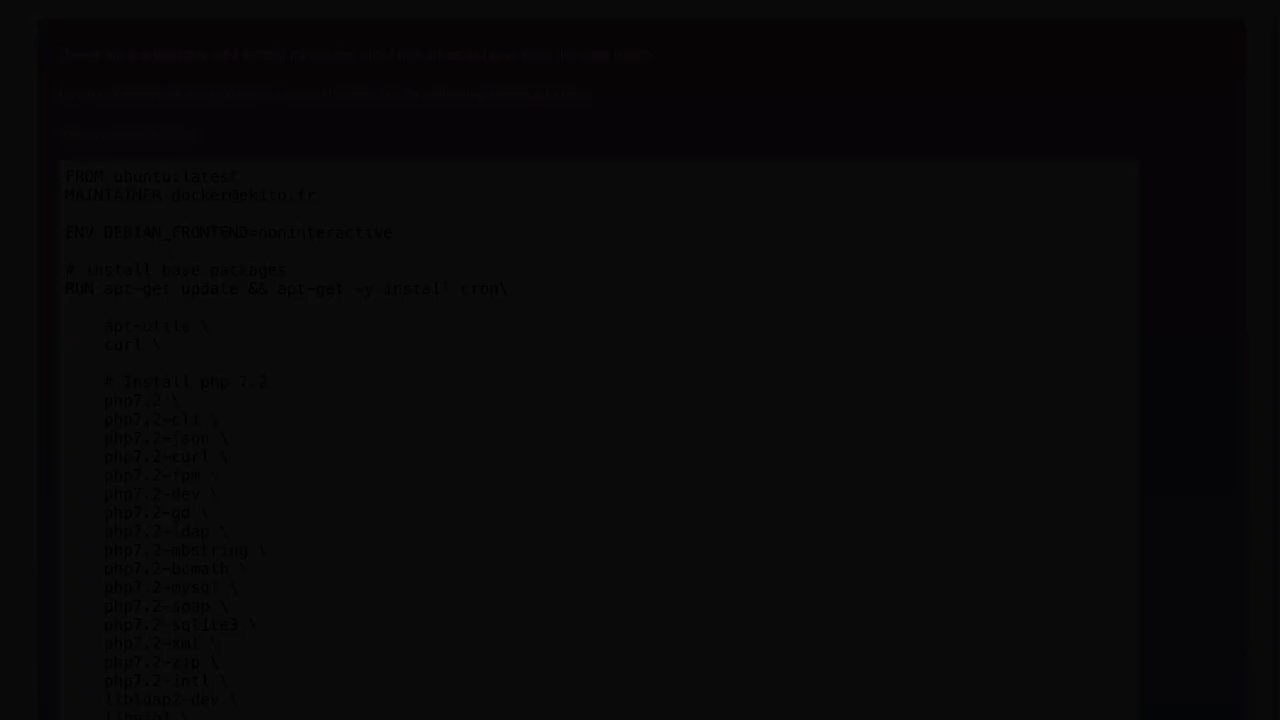 FROM ubuntu:latest
MAINTAINER docker@ekito.fr
ENV DEBIAN_FRONTEND=noninteractive
# install base packages
RUN apt-get update && apt-get -y install cron\
apt-utils \
curl \
# Install php 7.2
php7.2 \
php7.2-cli \
php7.2-json \
php7.2-curl \
php7.2-fpm \
php7.2-dev \
php7.2-gd \
php7.2-ldap \
php7.2-mbstring \
php7.2-bcmath \
php7.2-mysql \
php7.2-soap \
php7.2-sqlite3 \
php7.2-xml \
php7.2-zip \
php7.2-intl \
libldap2-dev \